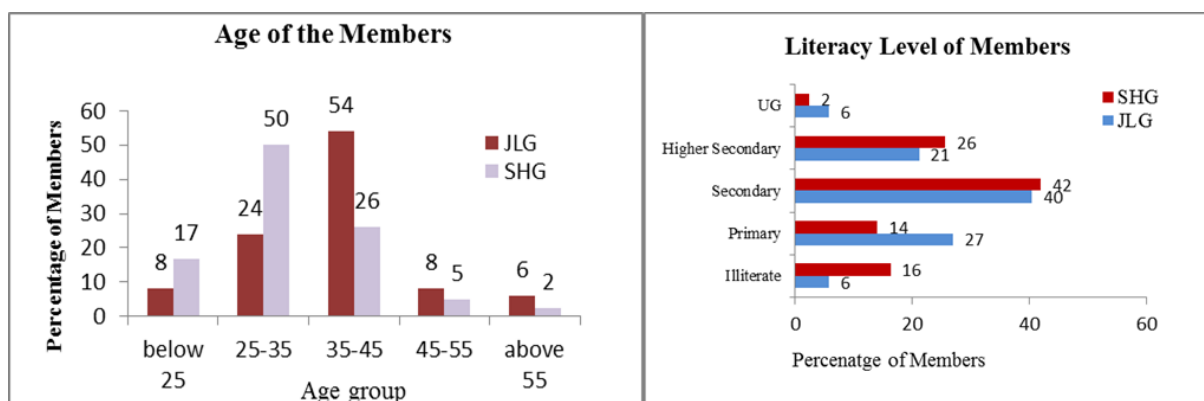 Age of the Members
Percentage of Members
60
50
40
30
20
10
0
8
17
24
50
54
26
8
5
6
2
JLG
SHG
below 25
25-35
35-45
45-55
above 55
Age group
Literacy Level of Members
SHG
JLG
UG
2
6
Higher Secondary
26
21
Secondary
42
40
Primary
14
27
Illiterate
16
6
0
20
40
60
Percenatge of Members